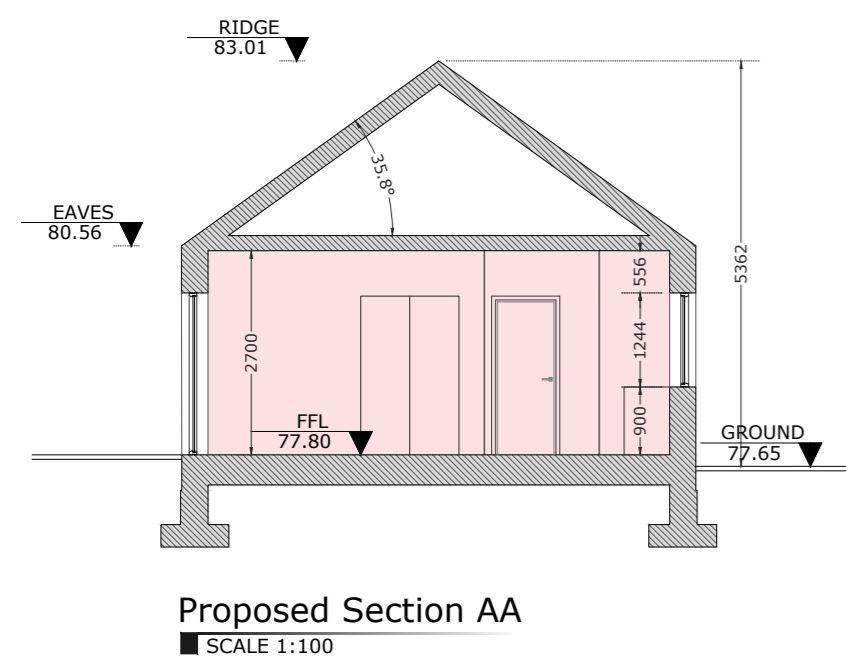 RIDGE
83.01
EAVES
80.56
35.8°
556
5362
1244
2700
900
FFL
77.80
GROUND
77.65
Proposed Section AA
SCALE 1:100